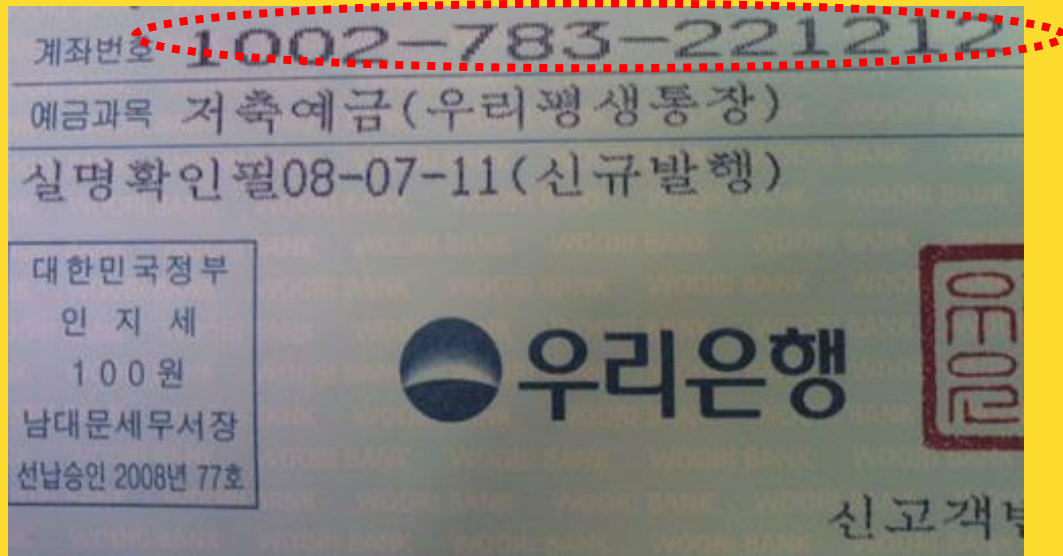 계좌번호 1002-783-221212
예금과목 저축예금(우리평생통장)
실명확인필08-07-11(신규발행)
대한민국정부
인 지 세
100원
남대문세무서장
선납승인 2008년 77호
우리은행
신고객
WOORI BANK